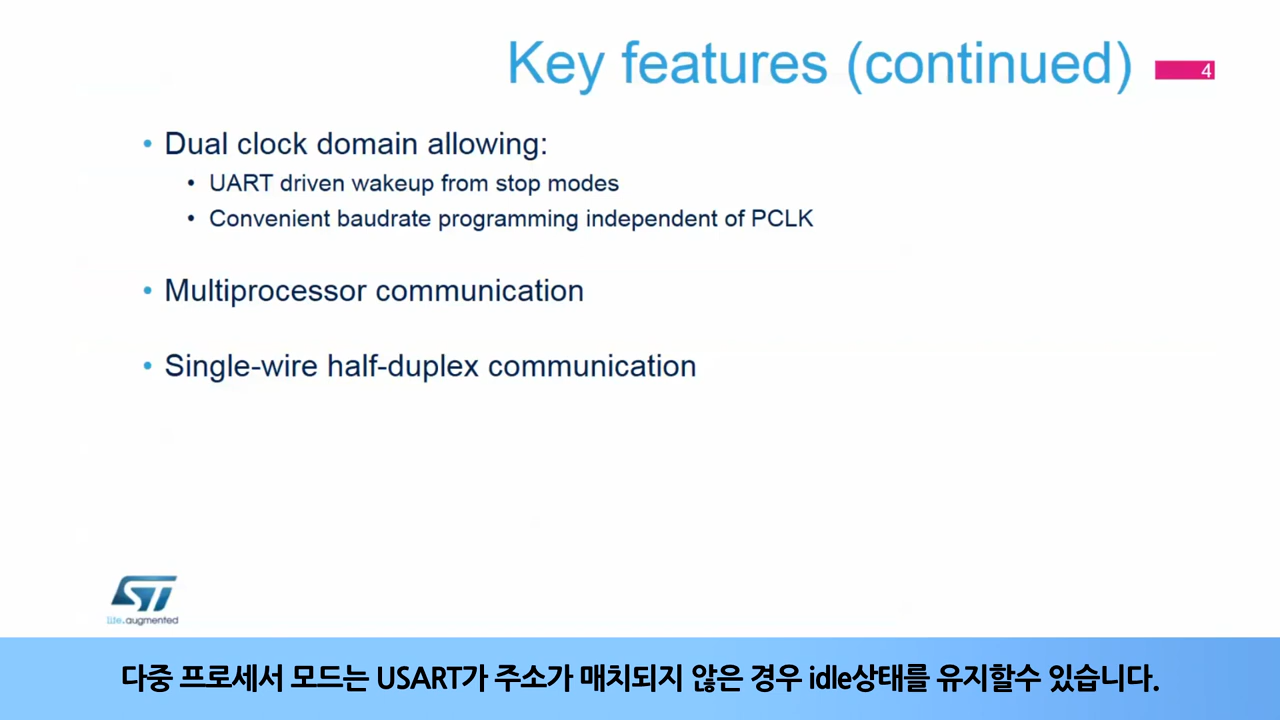 Key features (continued)
4
• Dual clock domain allowing:
• UART driven wakeup from stop modes
• Convenient baudrate programming independent of PCLK
• Multiprocessor communication
• Single-wire half-duplex communication
ST
life.augmented
다중 프로세서 모드는 USART가 주소가 매치되지 않은 경우 idle상태를 유지할수 있습니다.